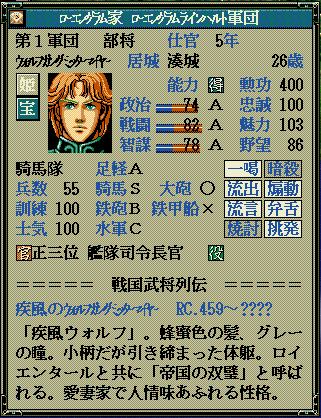 ローエングラム家 ローエングラムラインハルト軍団
第1軍団 部将 仕官 5年
ウォルフガングミッターマイヤー 居城 湊城 26歳
姫 能力 得 勲功 400
宝 政治 74 A 忠誠 100
戦闘 82 A 魅力 103
智謀 78 A 野望 86
騎馬隊 足軽A 一喝 暗殺
兵数 55 騎馬S 大砲 ○ 流出 煽動
訓練 100 鉄砲B 鉄甲船× 流言 弁舌
士気 100 水軍C 焼討 挑発
官正三位 艦隊司令長官 役
===== 戦国武将列伝 =====
疾風のウォルフガングミッターマイヤー RC.459～????
「疾風ウォルフ」。蜂蜜色の髪、グレー
の瞳。小柄だが引き締まった体躯。ロイ
エンタールと共に「帝国の双璧」と呼
ばれる。愛妻家で人情味あふれる性格。